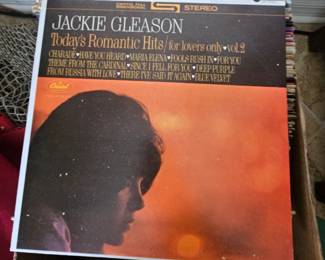 STEREO
JACKIE GLEASON
Today's Romantic Hits/for lovers only•vol.2
CHARADE•HAVE YOU HEARD•MARIA ELENA•FOOLS RUSH IN•FOR YOU
THEME FROM THE CARDINAL•SINCE I FELL FOR YOU•DEEP PURPLE
FROM RUSSIA WITH LOVE•THERE I'VE SAID IT AGAIN•BLUE VELVET
Capitol